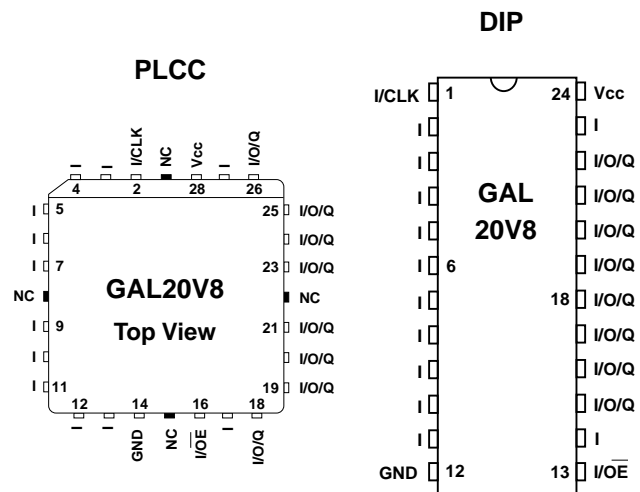 DIP
PLCC
I/CLK 1 24 Vcc
I I
I I/O/Q
I I/O/Q
I I/O/Q
I 6 I/O/Q
I 18 I/O/Q
I I/O/Q
I I/O/Q
I I/O/Q
I I
GND 12 13 I/OE̅
GAL
20V8
I I I/CLK NC Vcc I I/O/Q
4 2 28 26
I 5 25 I/O/Q
I I/O/Q
I 7 23 I/O/Q
NC GAL20V8 NC
Top View
I 9 21 I/O/Q
I I/O/Q
I 11 19 I/O/Q
12 14 16 18
I I GND NC I/OE̅ I I/O/Q